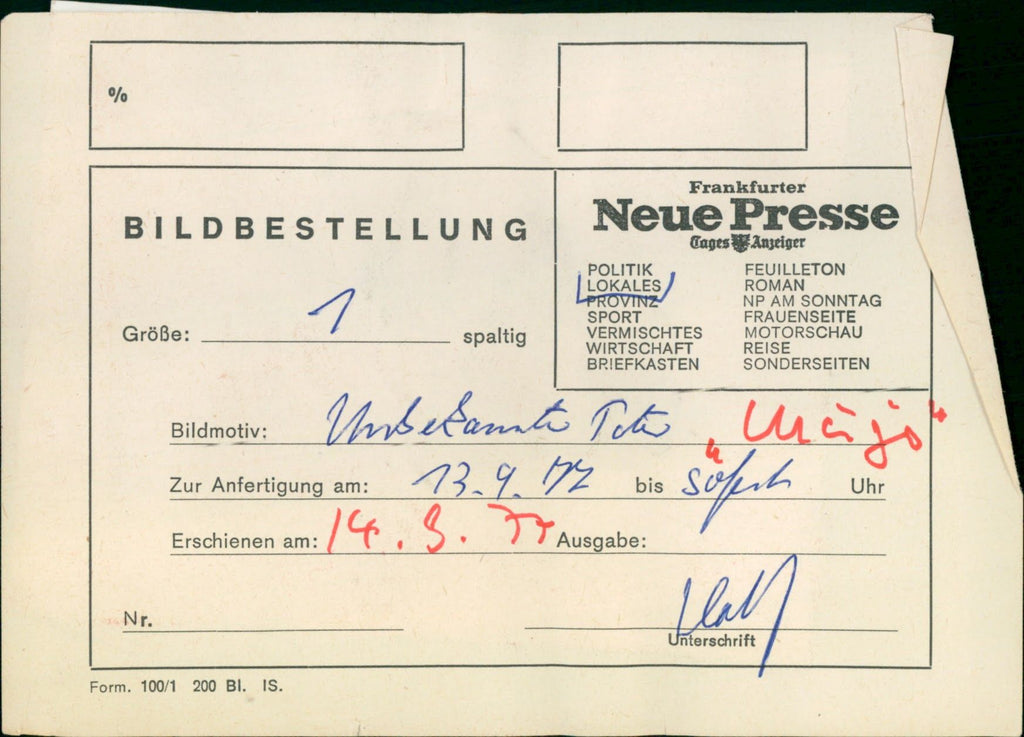 %
BILDBESTELLUNG
Größe: 1 spaltig
Frankfurter
Neue Presse
Tages Anzeiger
POLITIK
LOKALES
PROVINZ
SPORT
VERMISCHTES
WIRTSCHAFT
BRIEFKASTEN
FEUILLETON
ROMAN
NP AM SONNTAG
FRAUENSEITE
MOTORSCHAU
REISE
SONDERSEITEN
Bildmotiv: Unbekannte Tote
Zur Anfertigung am: 13.9.77 bis sofort Uhr
Erschienen am: 14.9.77 Ausgabe:
Nr.
Unterschrift
Form. 100/1 200 Bl. IS.